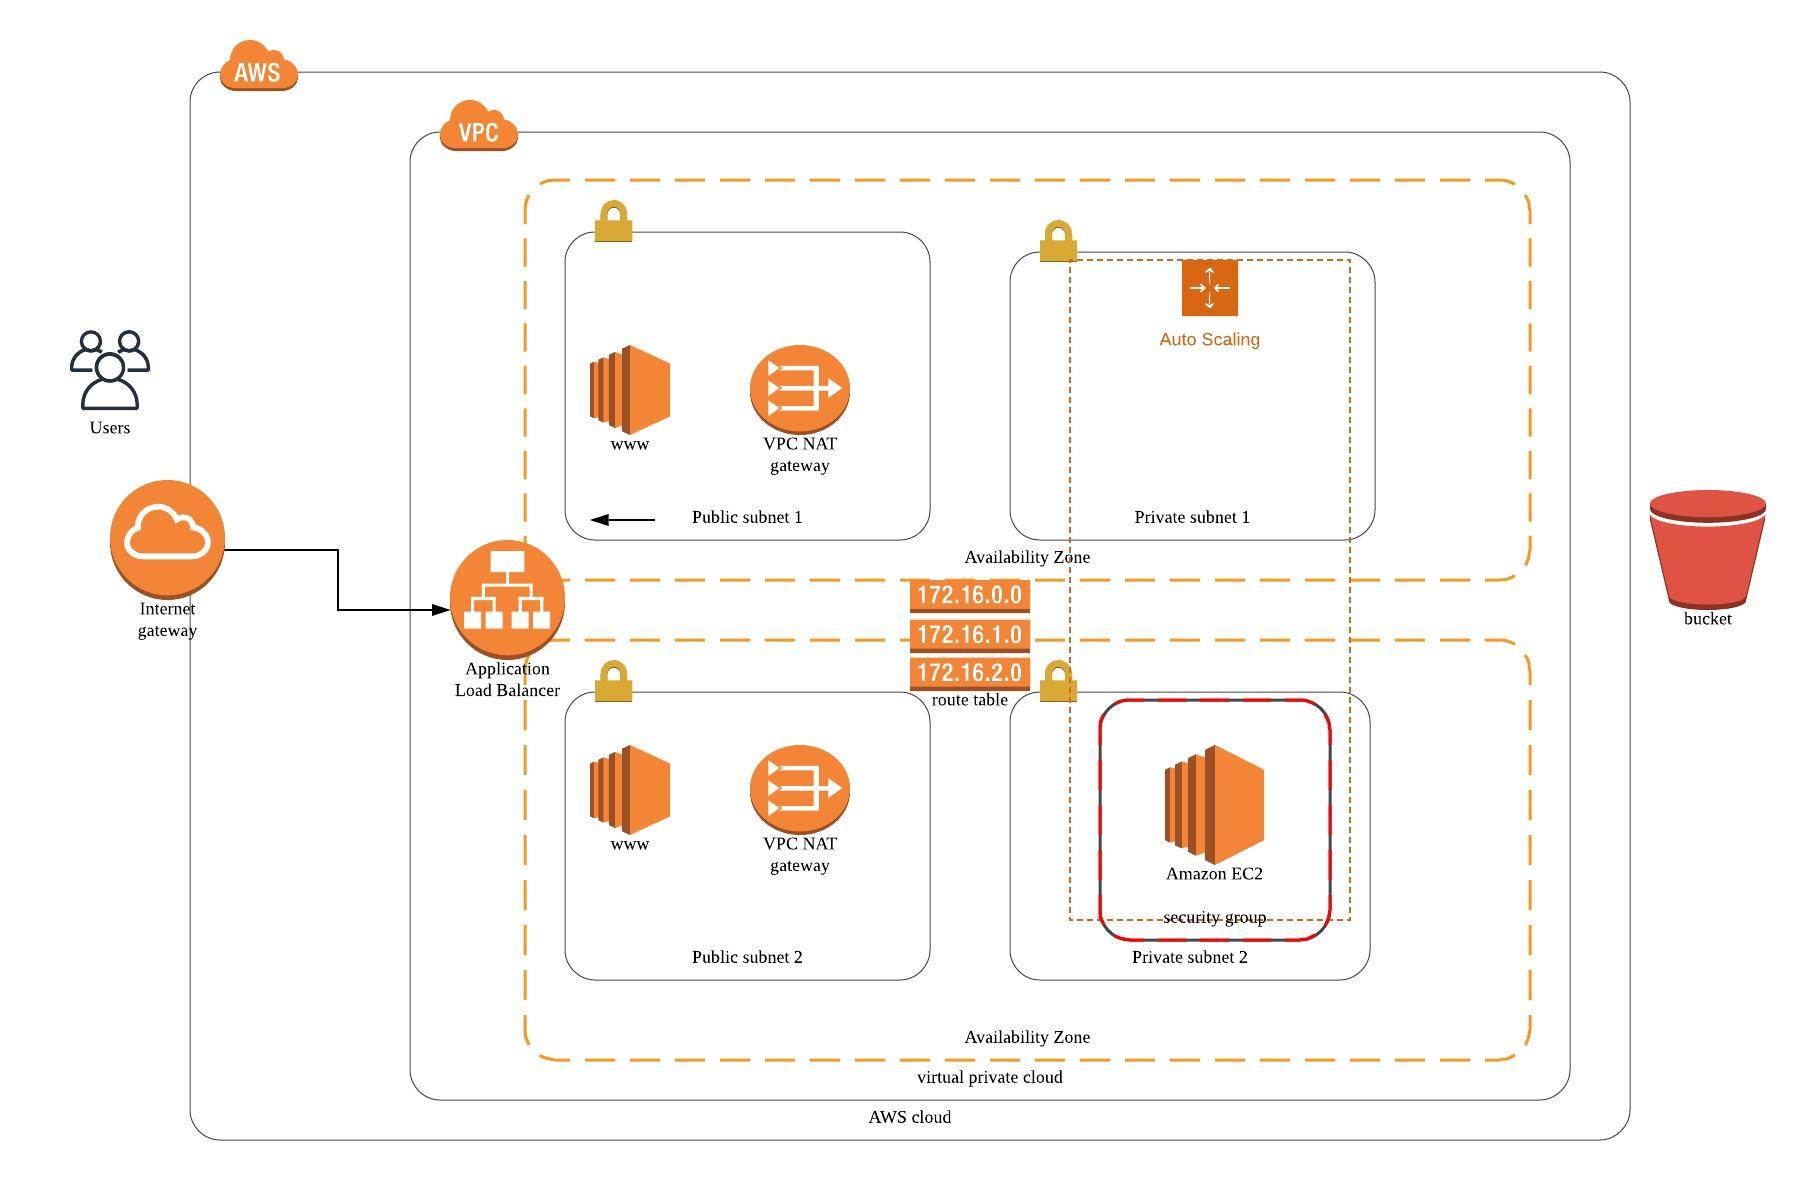 AWS
VPC
Auto Scaling
Users
www
VPC NAT
gateway
Public subnet 1
Private subnet 1
Availability Zone
172.16.0.0
172.16.1.0
172.16.2.0
route table
Internet
gateway
bucket
Application
Load Balancer
www
VPC NAT
gateway
Amazon EC2
security group
Public subnet 2
Private subnet 2
Availability Zone
virtual private cloud
AWS cloud